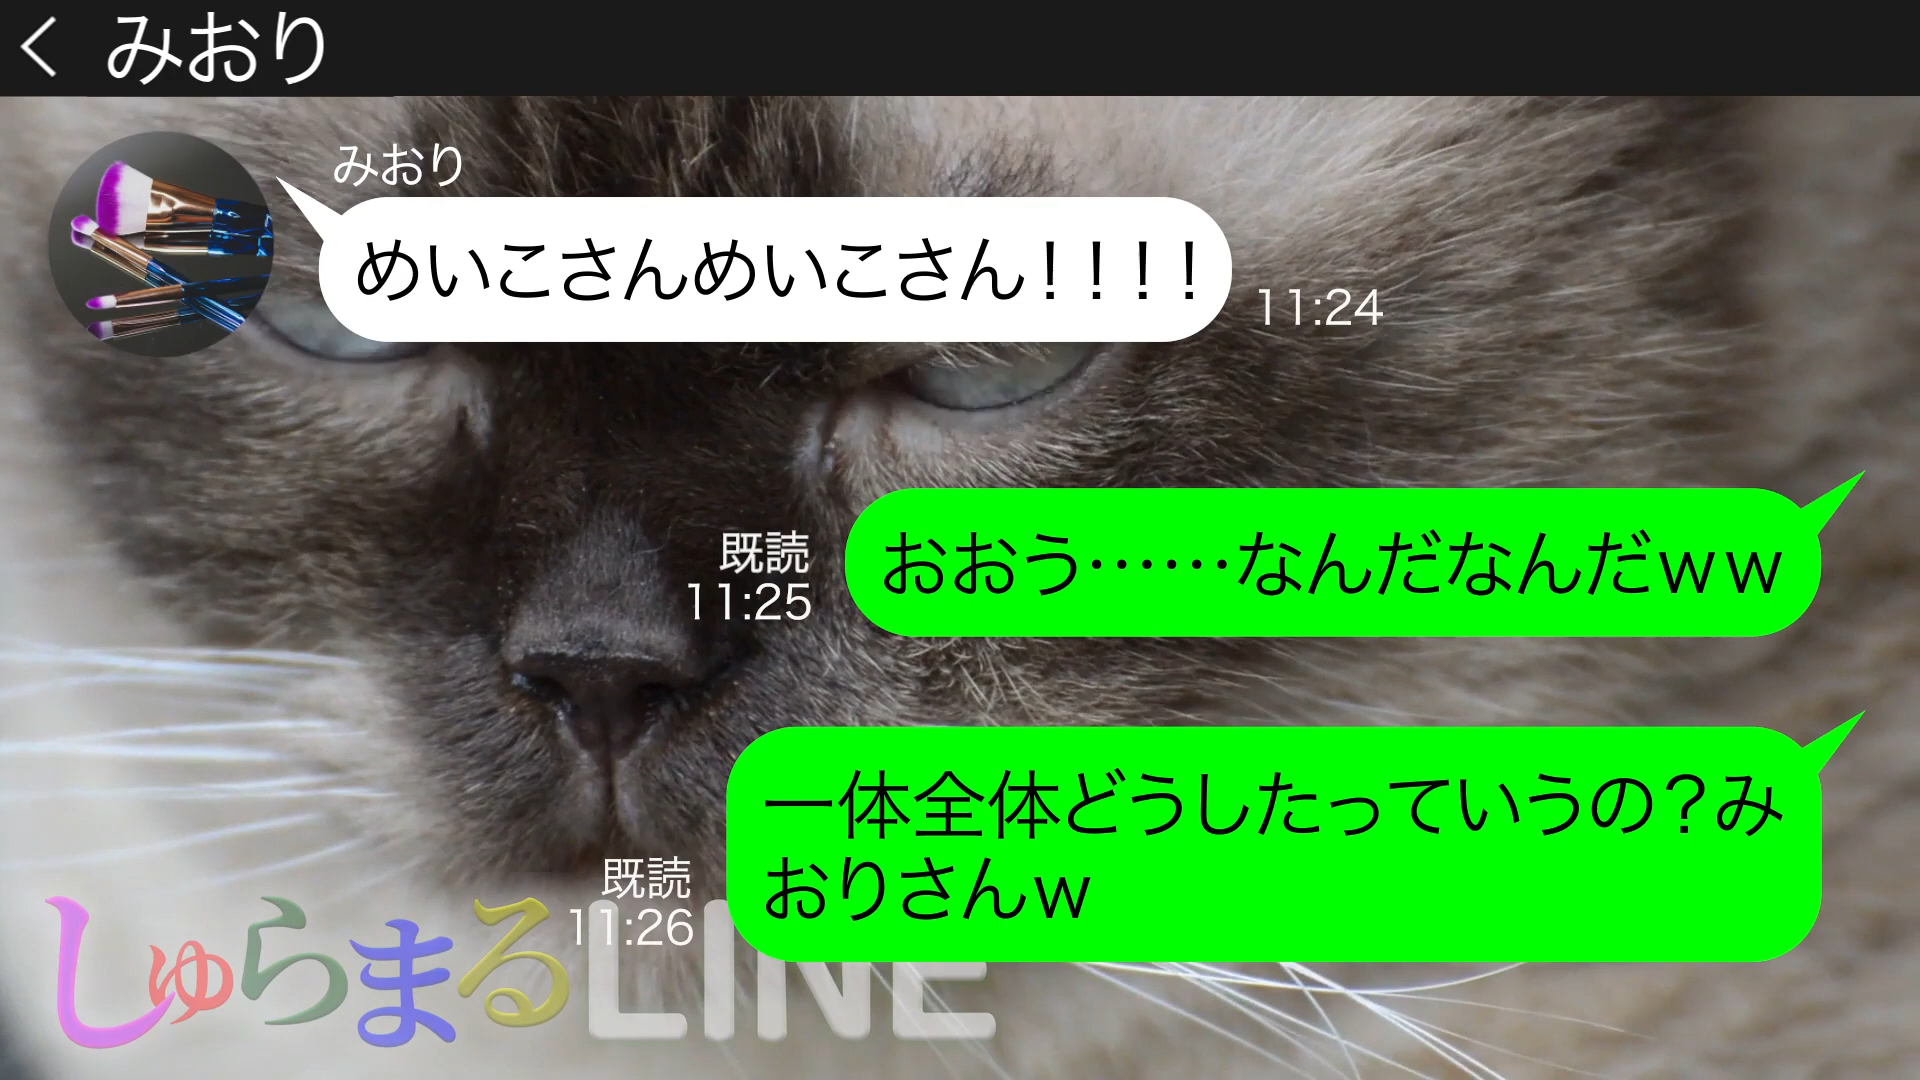 みおり
みおり
めいこさんめいこさん！！！！
11:24
おおう……なんだなんだｗｗ
既読
11:25
一体全体どうしたっていうの？み
おりさんｗ
既読
11:26
しゅらまるLINE